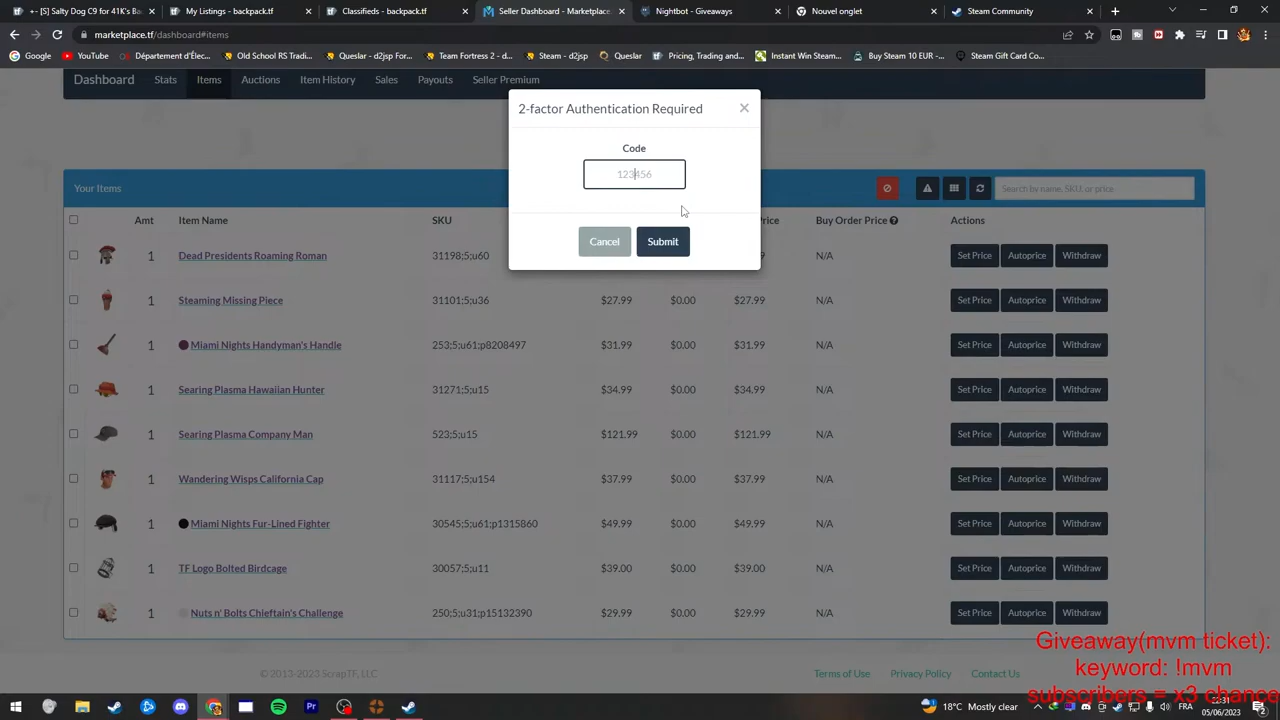 +- (S) Salty Dog C9 for 41K's Ba
My Listings - backpack.tf
Classifieds - backpack.tf
Seller Dashboard - Marketplace.
Nightbot - Giveaways
Nouvel onglet
Steam Community
marketplace.tf/dashboard#items
Google
YouTube
Département d'Élec...
Old School RS Tradin...
Queslar - d2jsp For...
Team Fortress 2 - d...
Steam - d2jsp
Queslar
Pricing, Trading and...
Instant Win Steam...
Buy Steam 10 EUR -...
Steam Gift Card Co...
Dashboard
Stats
Items
Auctions
Item History
Sales
Payouts
Seller Premium
2-factor Authentication Required
×
Code
123456
Cancel
Submit
Your Items
Search by name, SKU, or price
Amt
Item Name
SKU
Price
Buy Order Price
Actions
1 Dead Presidents Roaming Roman 31198;5;u60 N/A Set Price Autoprice Withdraw
1 Steaming Missing Piece 31101;5;u36 $27.99 $0.00 $27.99 N/A Set Price Autoprice Withdraw
1 Miami Nights Handyman's Handle 253;5;u61;p8208497 $31.99 $0.00 $31.99 N/A Set Price Autoprice Withdraw
1 Searing Plasma Hawaiian Hunter 31271;5;u15 $34.99 $0.00 $34.99 N/A Set Price Autoprice Withdraw
1 Searing Plasma Company Man 523;5;u15 $121.99 $0.00 $121.99 N/A Set Price Autoprice Withdraw
1 Wandering Wisps California Cap 31117;5;u154 $37.99 $0.00 $37.99 N/A Set Price Autoprice Withdraw
1 Miami Nights Fur-Lined Fighter 30545;5;u61;p1315860 $49.99 $0.00 $49.99 N/A Set Price Autoprice Withdraw
1 TF Logo Bolted Birdcage 30057;5;u11 $39.00 $0.00 $39.00 N/A Set Price Autoprice Withdraw
1 Nuts n' Bolts Chieftain's Challenge 250;5;u31;p15132390 $29.99 $0.00 $29.99 N/A Set Price Autoprice Withdraw
© 2013-2023 ScrapTF, LLC
Terms of Use
Privacy Policy
Contact Us
Giveaway(mvm ticket):
keyword: !mvm
subscribers = x3 chance
18°C Mostly clear
FRA
22:31
05/06/2023